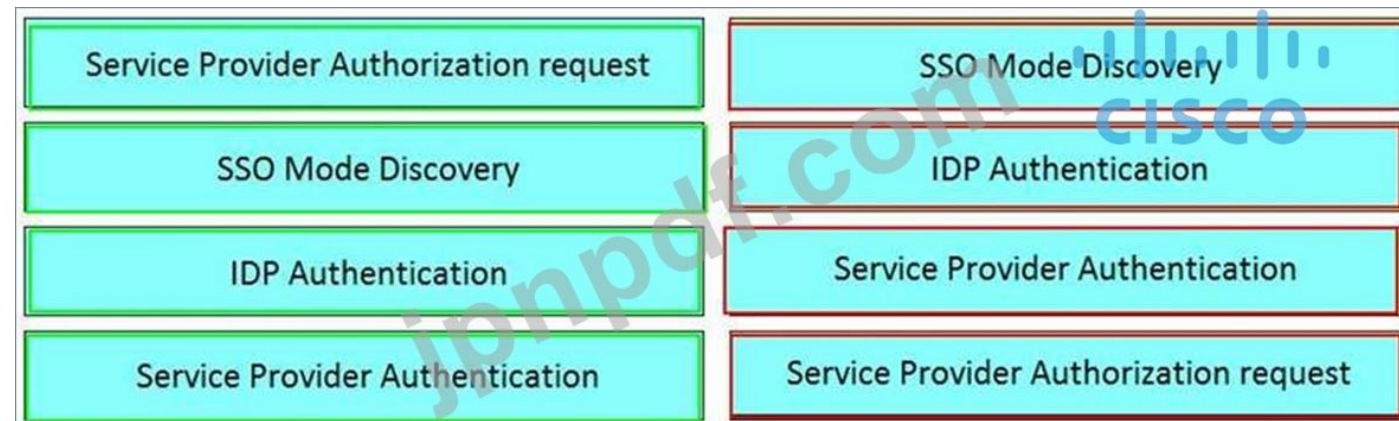 Service Provider Authorization request
SSO Mode Discovery
CISCO
SSO Mode Discovery
IDP Authentication
IDP Authentication
Service Provider Authentication
Service Provider Authentication
Service Provider Authorization request
jpnpdf.com